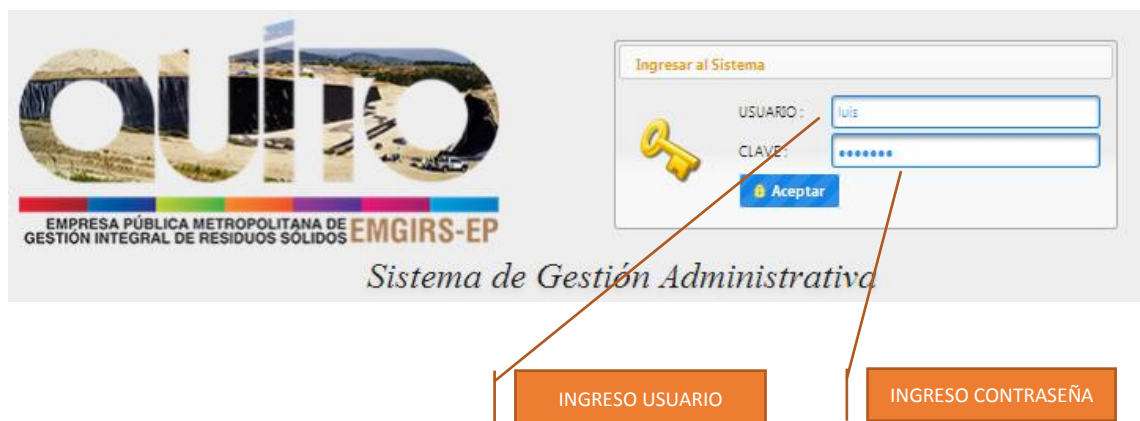 QUITO
EMPRESA PÚBLICA METROPOLITANA DE
GESTIÓN INTEGRAL DE RESIDUOS SÓLIDOS
EMGIRS-EP
Ingresar al Sistema
USUARIO :
luis
CLAVE :
•••••••
Aceptar
Sistema de Gestión Administrativa
INGRESO USUARIO
INGRESO CONTRASEÑA